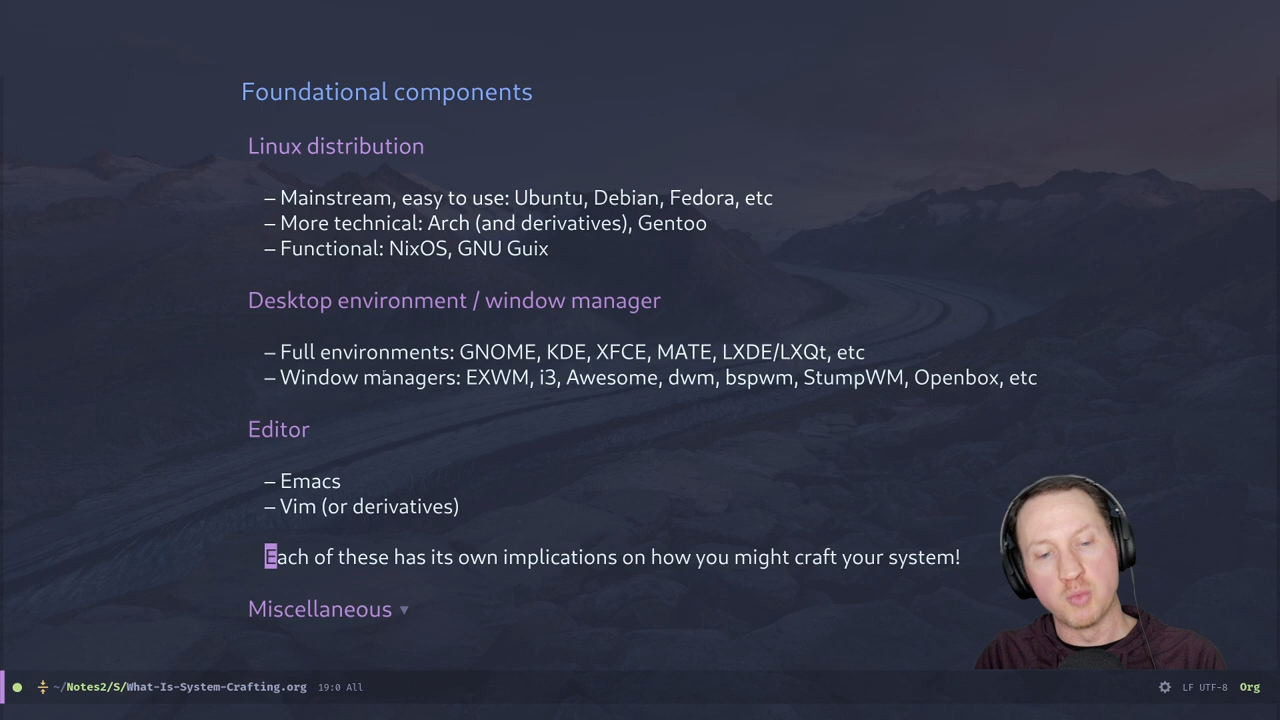 Foundational components
Linux distribution
– Mainstream, easy to use: Ubuntu, Debian, Fedora, etc
– More technical: Arch (and derivatives), Gentoo
– Functional: NixOS, GNU Guix
Desktop environment / window manager
– Full environments: GNOME, KDE, XFCE, MATE, LXDE/LXQt, etc
– Window managers: EXWM, i3, Awesome, dwm, bspwm, StumpWM, Openbox, etc
Editor
– Emacs
– Vim (or derivatives)
Each of these has its own implications on how you might craft your system!
Miscellaneous ▾
~/Notes2/S/What-Is-System-Crafting.org 19:0 All LF UTF-8 Org